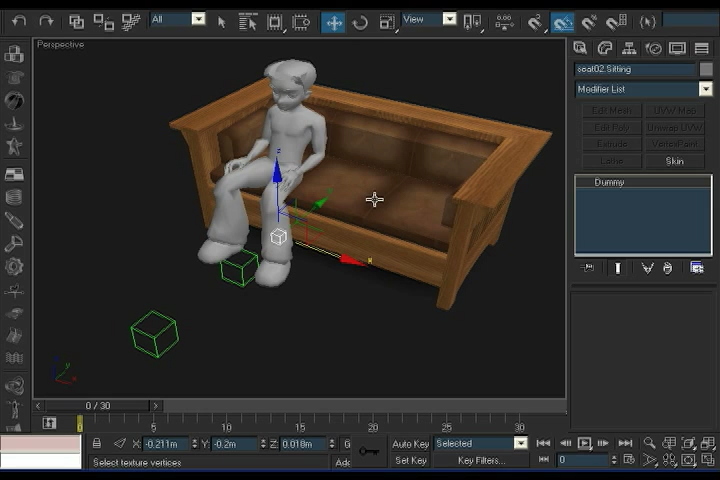 All
View
0.00
Perspective
seat02.Sitting
Modifier List
Edit Mesh
UVW Map
Edit Poly
Unwrap UVW
Extrude
VertexPaint
Lathe
Skin
Dummy
z
x
y
x
0 / 30
5
10
15
20
25
30
X: -0.211m
Y: -0.2m
Z: 0.018m
G
Auto Key
Selected
Select texture vertices
Set Key
Key Filters...
0